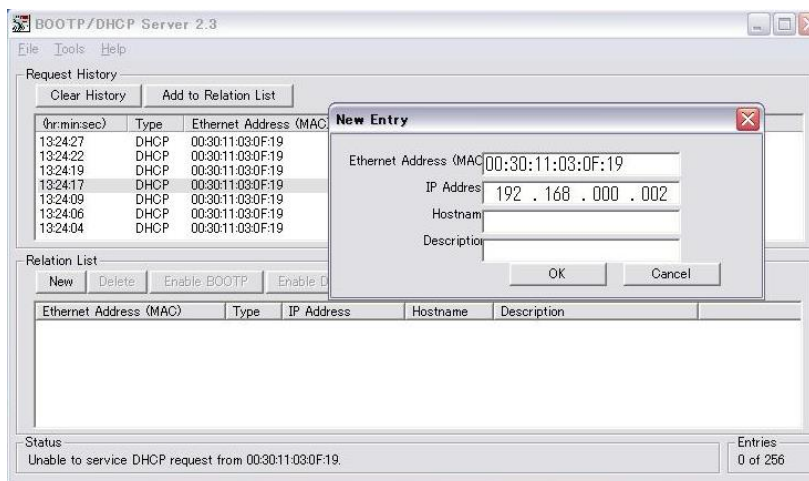 BOOTP/DHCP Server 2.3
File Tools Help
Request History
Clear History Add to Relation List
(hr:min:sec) Type Ethernet Address (MAC)
13:24:27 DHCP 00:30:11:03:0F:19
13:24:22 DHCP 00:30:11:03:0F:19
13:24:19 DHCP 00:30:11:03:0F:19
13:24:17 DHCP 00:30:11:03:0F:19
13:24:09 DHCP 00:30:11:03:0F:19
13:24:06 DHCP 00:30:11:03:0F:19
13:24:04 DHCP 00:30:11:03:0F:19
New Entry
Ethernet Address (MAC 00:30:11:03:0F:19
IP Addres 192 . 168 . 000 . 002
Hostnam
Descriptio
OK Cancel
Relation List
New Delete Enable BOOTP Enable D
Ethernet Address (MAC) Type IP Address Hostname Description
Status
Unable to service DHCP request from 00:30:11:03:0F:19.
Entries
0 of 256